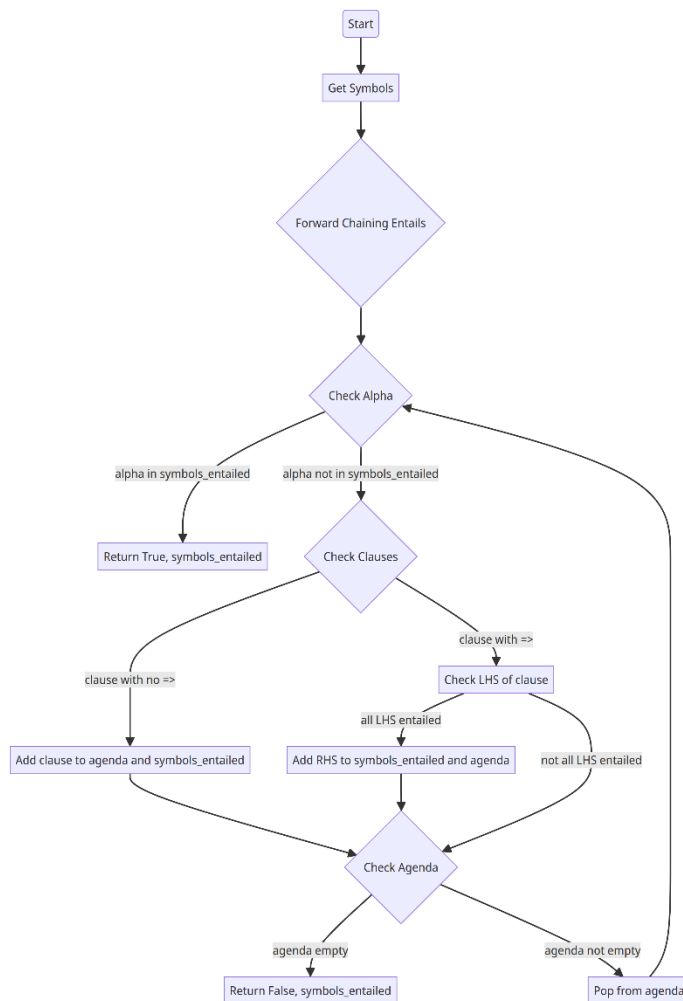 Start
Get Symbols
Forward Chaining Entails
Check Alpha
alpha in symbols_entailed
alpha not in symbols_entailed
Return True, symbols_entailed
Check Clauses
clause with =>
clause with no =>
Check LHS of clause
all LHS entailed
Add clause to agenda and symbols_entailed
Add RHS to symbols_entailed and agenda
not all LHS entailed
Check Agenda
agenda empty
agenda not empty
Return False, symbols_entailed
Pop from agenda